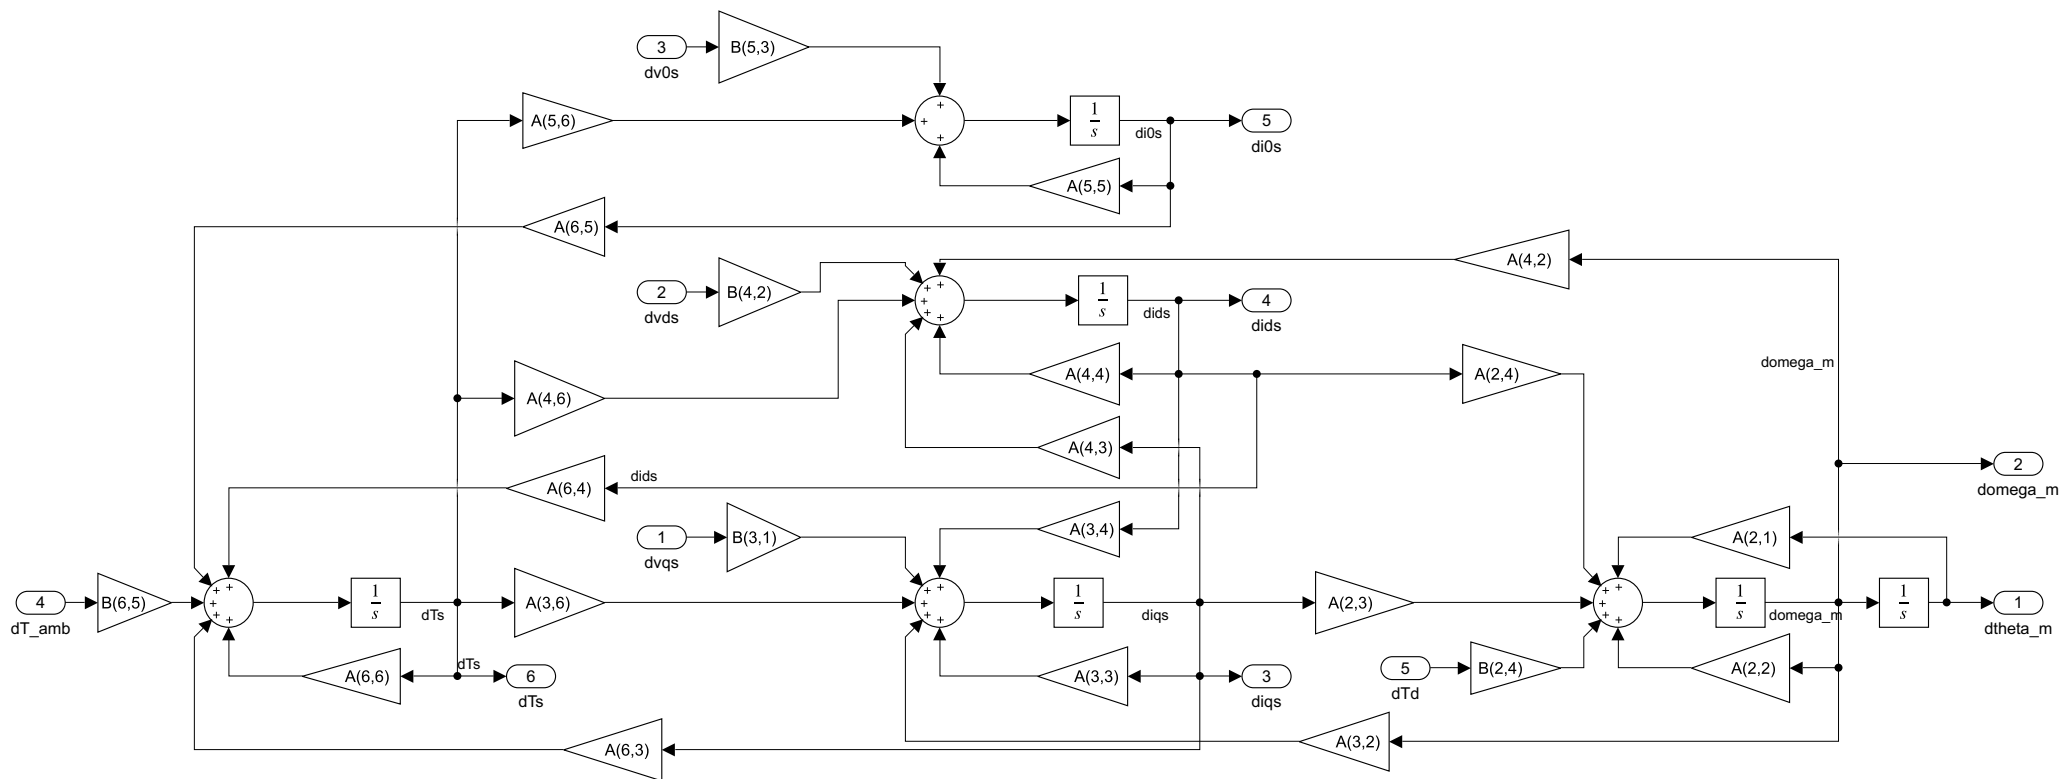 3
dv0s
B(5,3)
A(5,6)
+
+
+
1
s
di0s
5
di0s
A(5,5)
A(6,5)
2
dvds
B(4,2)
+
+
+
+
+
1
s
dids
4
dids
A(4,2)
domega_m
A(4,4)
A(2,4)
A(4,6)
A(4,3)
A(6,4)
dids
2
domega_m
1
dvqs
B(3,1)
A(3,4)
A(2,1)
4
dT_amb
B(6,5)
+
+
+
+
+
1
s
dTs
A(3,6)
+
+
+
+
+
1
s
diqs
A(2,3)
+
+
+
+
+
1
s
domega_m
1
s
1
dtheta_m
A(6,6)
dTs
6
dTs
A(3,3)
3
diqs
5
dTd
B(2,4)
A(2,2)
A(6,3)
A(3,2)